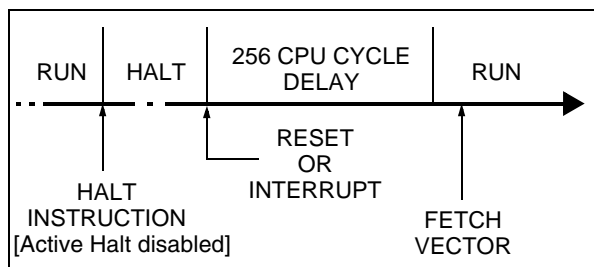 RUN
HALT
256 CPU CYCLE
DELAY
RUN
HALT
INSTRUCTION
[Active Halt disabled]
RESET
OR
INTERRUPT
FETCH
VECTOR